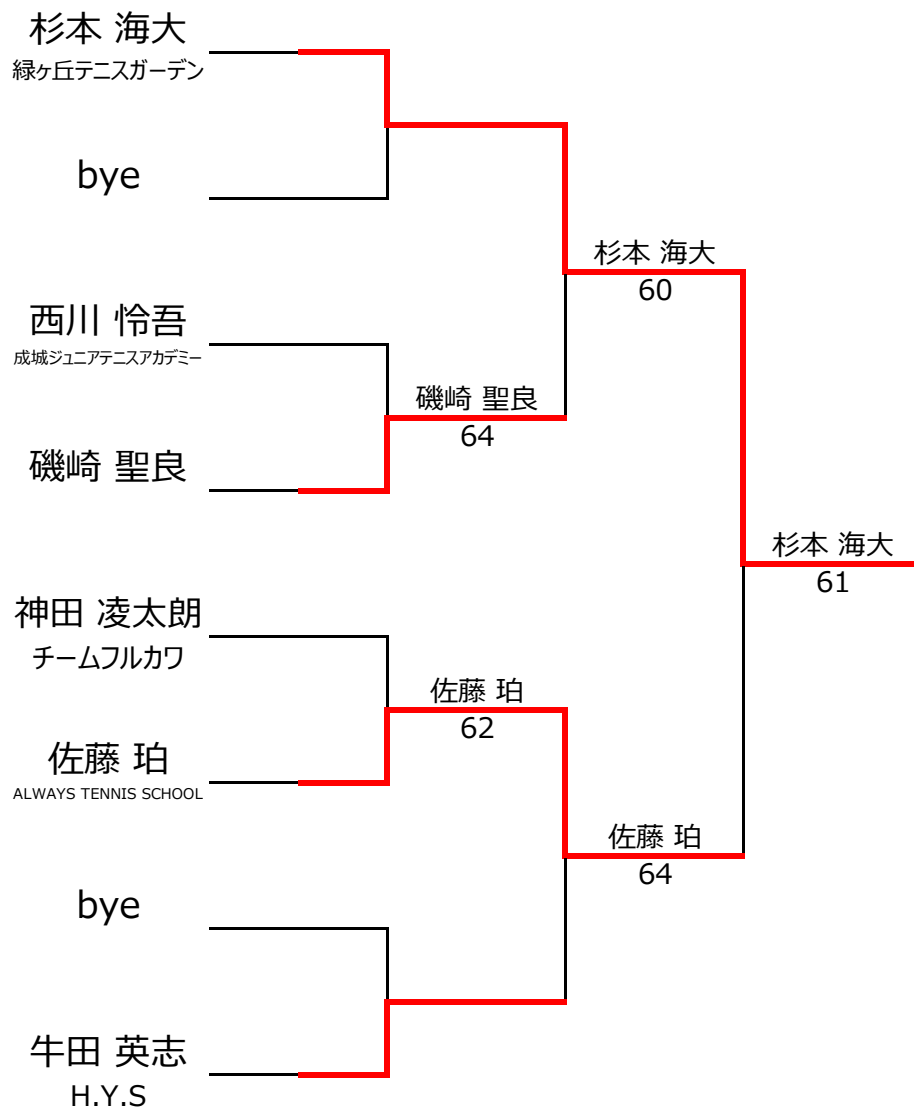 杉本 海大
緑ヶ丘テニスガーデン
bye
西川 怜吾
成城ジュニアテニスアカデミー
磯崎 聖良
神田 凌太朗
チームフルカワ
佐藤 珀
ALWAYS TENNIS SCHOOL
bye
牛田 英志
H.Y.S
磯崎 聖良
64
佐藤 珀
62
杉本 海大
60
佐藤 珀
64
杉本 海大
61